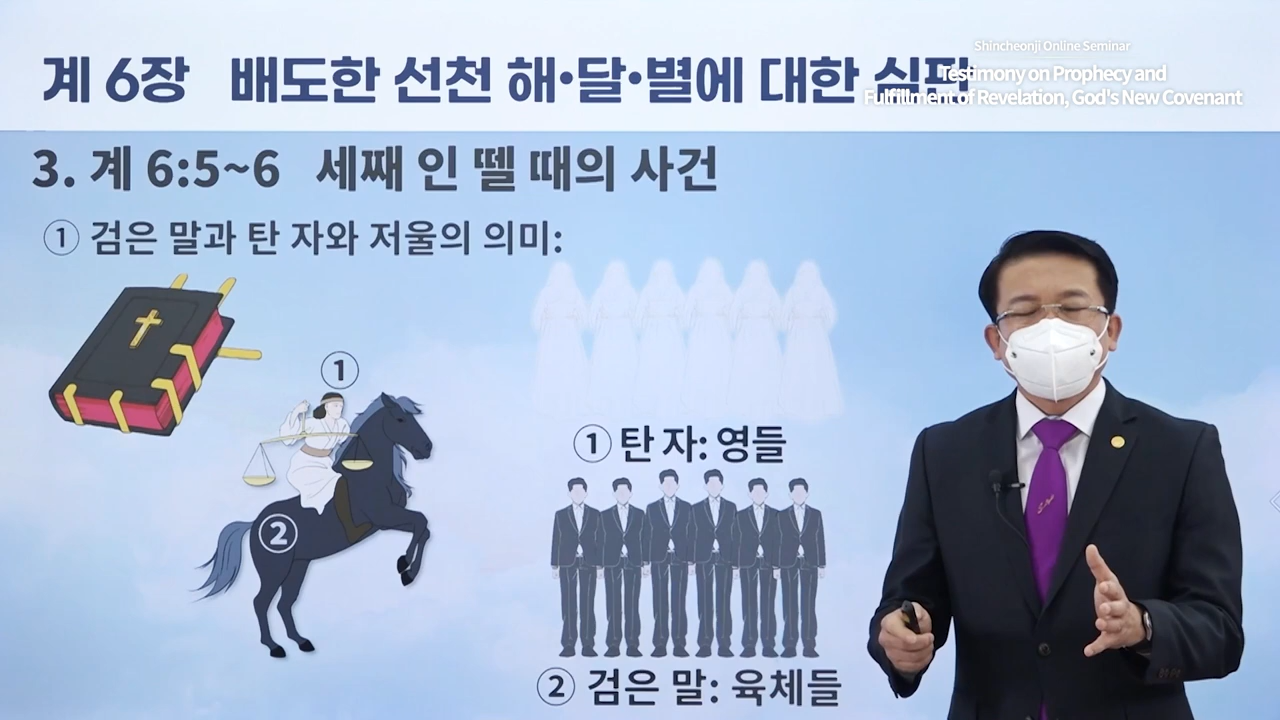 Shincheonji Online Seminar
계 6장 배도한 선천 해·달·별에 대한 심판
Testimony on Prophecy and
Fulfillment of Revelation, God's New Covenant
3. 계 6:5~6 세째 인 뗄 때의 사건
① 검은 말과 탄 자와 저울의 의미:
①
① 탄 자: 영들
②
② 검은 말: 육체들